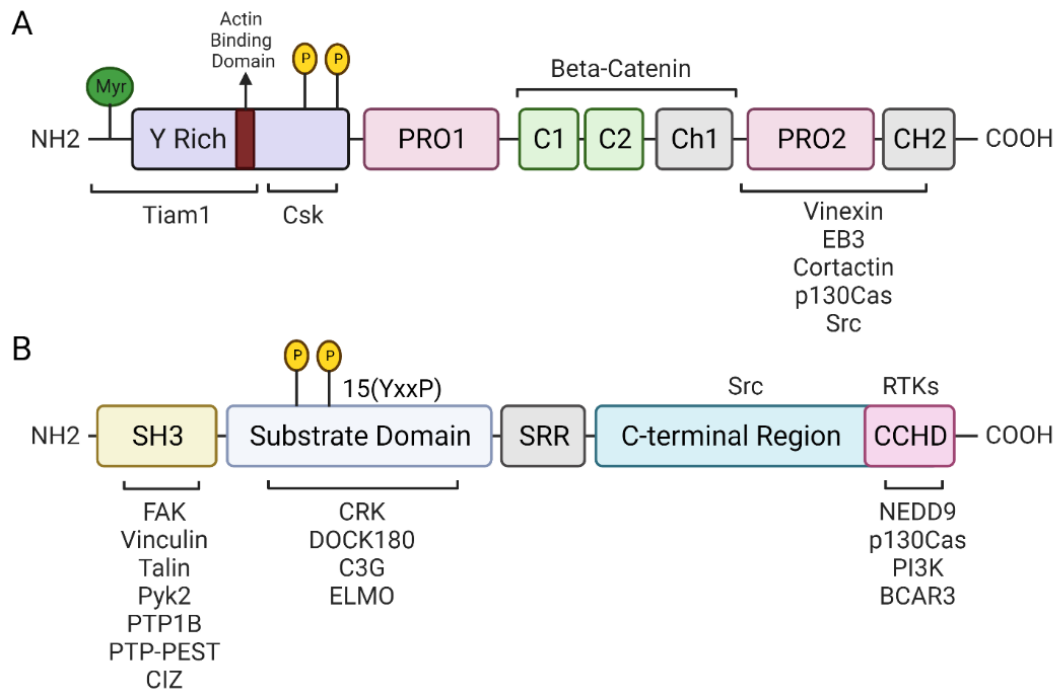 A
Actin
Binding
Domain
P P
Myr
Beta-Catenin
NH2 Y Rich PRO1 C1 C2 Ch1 PRO2 CH2 COOH
Tiam1 Csk
Vinexin
EB3
Cortactin
p130Cas
Src
B
P P
15(YxxP) Src RTKs
NH2 SH3 Substrate Domain SRR C-terminal Region CCHD COOH
FAK CRK NEDD9
Vinculin DOCK180 p130Cas
Talin C3G PI3K
Pyk2 ELMO BCAR3
PTP1B
PTP-PEST
CIZ